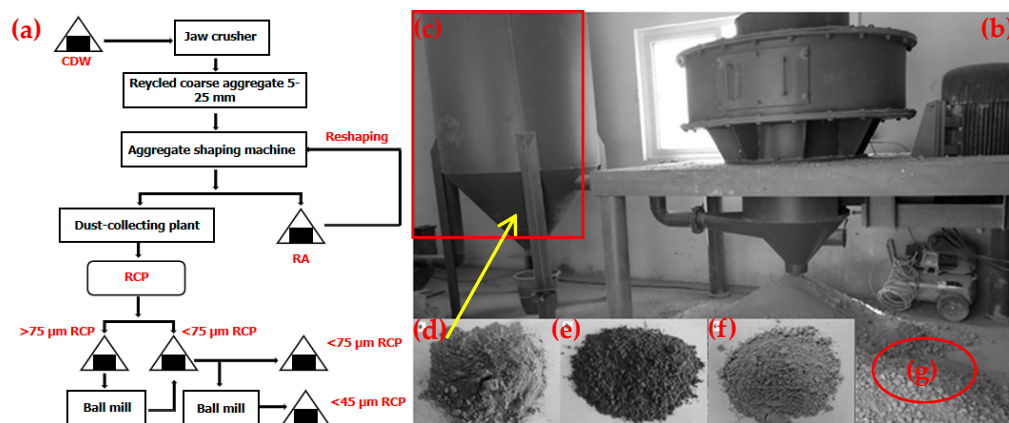 (a)
CDW
Jaw crusher
Reycled coarse aggregate 5-
25 mm
Reshaping
Aggregate shaping machine
Dust-collecting plant
RA
RCP
>75 μm RCP
<75 μm RCP
<75 μm RCP
Ball mill
Ball mill
<45 μm RCP
(c)
(b)
(d)
(e)
(f)
(g)